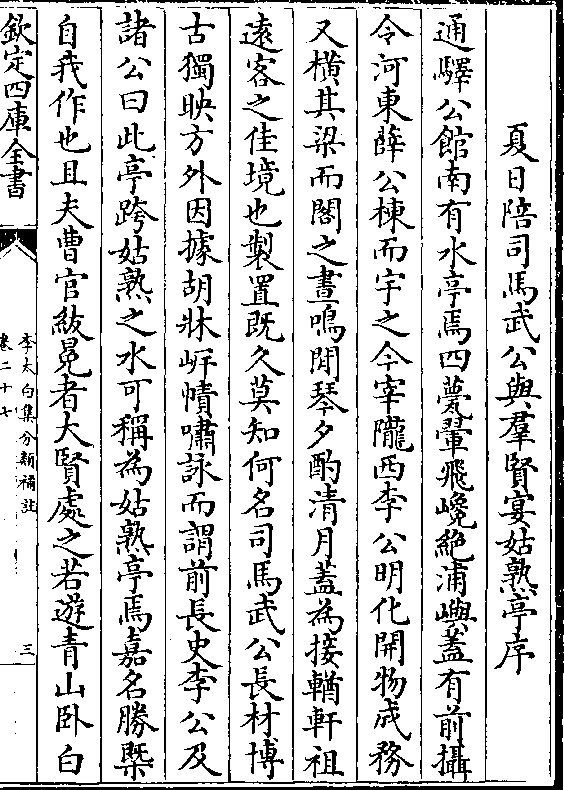 夏日陪司馬武公與羣賢宴姑熟亭序
通驛公館南有水亭焉四甍翬飛巉絶浦嶼蓋有前攝
令河東薛公棟而宇之今宰隴西李公明化開物成務
又橫其梁而閣之晝鳴閒琴夕酌清月蓋為接輶軒祖
遠客之佳境也製置既久莫知何名司馬武公長材博
古獨映方外因據胡牀岸幘嘯詠而謂前長史李公及
諸公曰此亭跨姑熟之水可稱為姑熟亭焉嘉名勝槩
自我作也且夫曹官紱冕者大賢處之若遊青山卧白
欽定四庫全書
李太白集分類補註
卷二十七
三